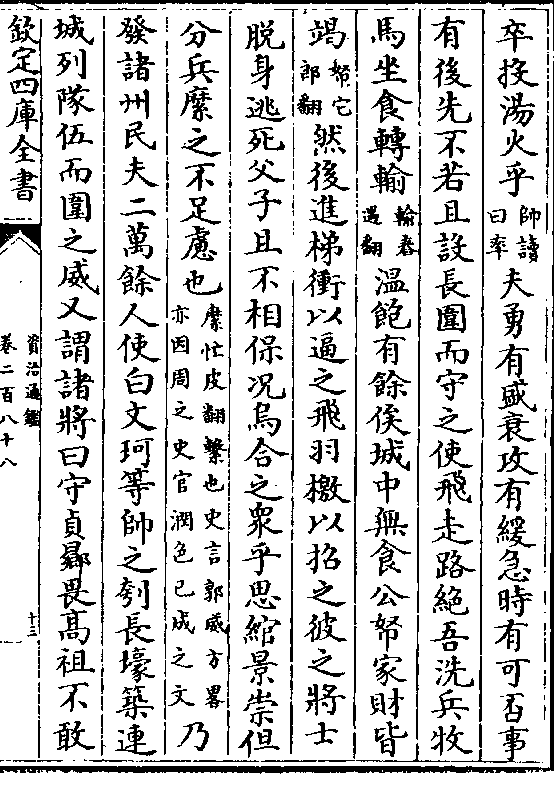 卒投湯火乎帥讀曰率夫勇有盛衰攻有緩急時有可否事
有後先不若且設長圍而守之使飛走路絶吾洗兵牧
馬坐食轉輸輸舂遇翻溫飽有餘俟城中無食公帑家財皆
竭帑它郎翻然後進梯衝以逼之飛羽檄以招之彼之將士
脱身逃死父子且不相保况烏合之衆乎思綰景崇但
分兵縻之不足慮也縻忙皮翻繫也史言郭威方畧亦因周之史官潤色已成之文乃
發諸州民夫二萬餘人使白文珂等帥之刳長壕築連
城列隊伍而圍之威又謂諸將曰守貞曏畏高祖不敢
欽定四庫全書
資治通鑑
卷二百八十八
十三